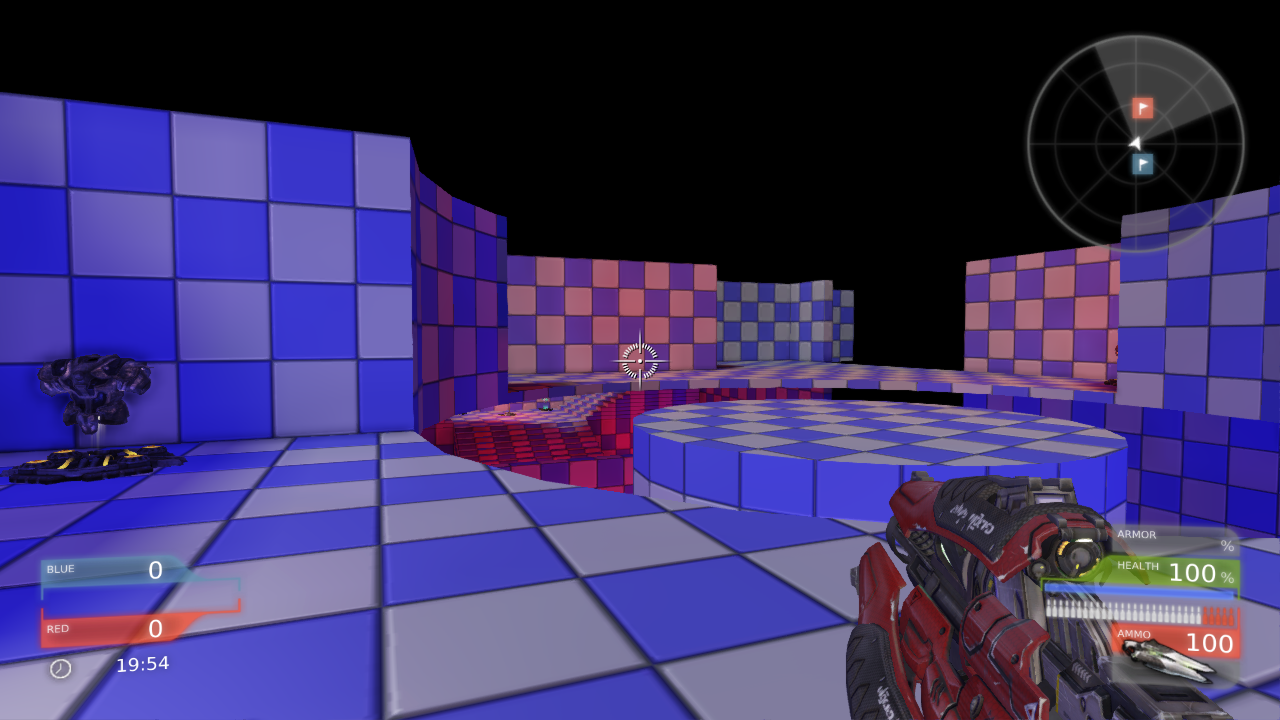 BLUE 0
RED 0
19:54
ARMOR %
HEALTH 100 %
AMMO 100